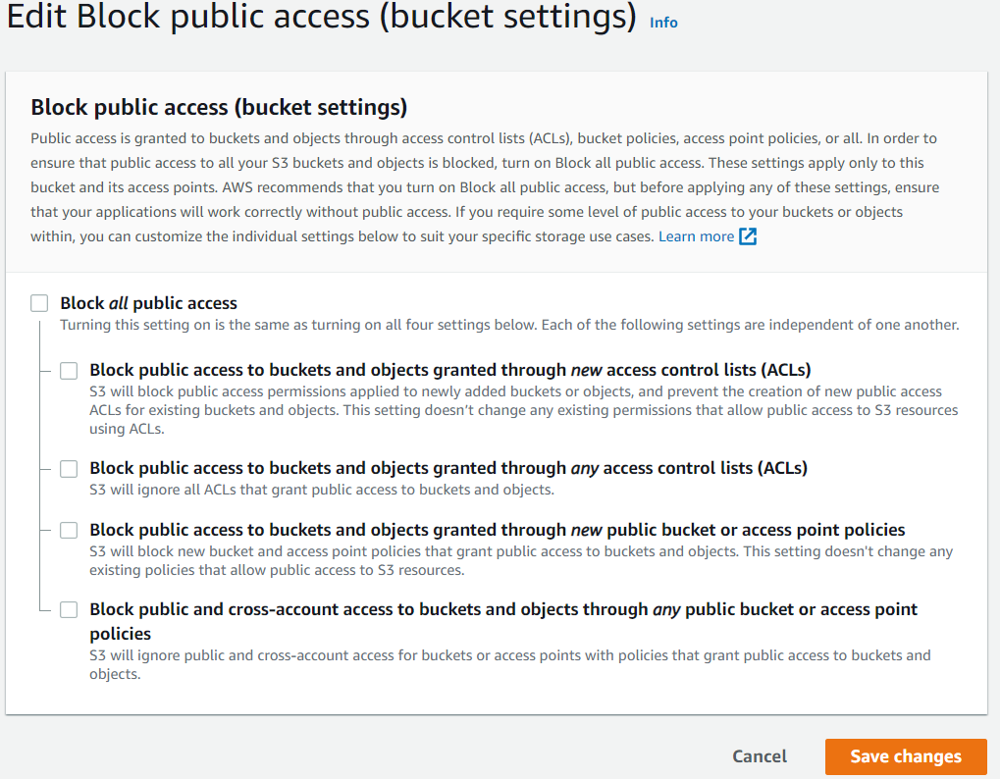 Edit Block public access (bucket settings) Info
Block public access (bucket settings)
Public access is granted to buckets and objects through access control lists (ACLs), bucket policies, access point policies, or all. In order to
ensure that public access to all your S3 buckets and objects is blocked, turn on Block all public access. These settings apply only to this
bucket and its access points. AWS recommends that you turn on Block all public access, but before applying any of these settings, ensure
that your applications will work correctly without public access. If you require some level of public access to your buckets or objects
within, you can customize the individual settings below to suit your specific storage use cases. Learn more
Block all public access
Turning this setting on is the same as turning on all four settings below. Each of the following settings are independent of one another.
Block public access to buckets and objects granted through new access control lists (ACLs)
S3 will block public access permissions applied to newly added buckets or objects, and prevent the creation of new public access
ACLs for existing buckets and objects. This setting doesn’t change any existing permissions that allow public access to S3 resources
using ACLs.
Block public access to buckets and objects granted through any access control lists (ACLs)
S3 will ignore all ACLs that grant public access to buckets and objects.
Block public access to buckets and objects granted through new public bucket or access point policies
S3 will block new bucket and access point policies that grant public access to buckets and objects. This setting doesn't change any
existing policies that allow public access to S3 resources.
Block public and cross-account access to buckets and objects through any public bucket or access point
policies
S3 will ignore public and cross-account access for buckets or access points with policies that grant public access to buckets and
objects.
Cancel
Save changes